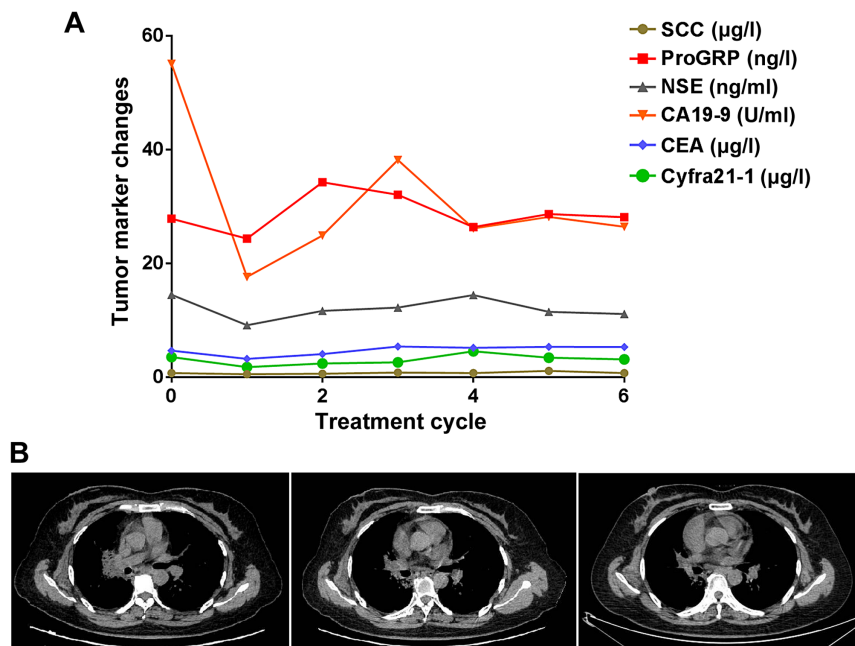 A
60
40
20
0
Tumor marker changes
0 2 4 6
Treatment cycle
SCC (μg/l)
ProGRP (ng/l)
NSE (ng/ml)
CA19-9 (U/ml)
CEA (μg/l)
Cyfra21-1 (μg/l)
B